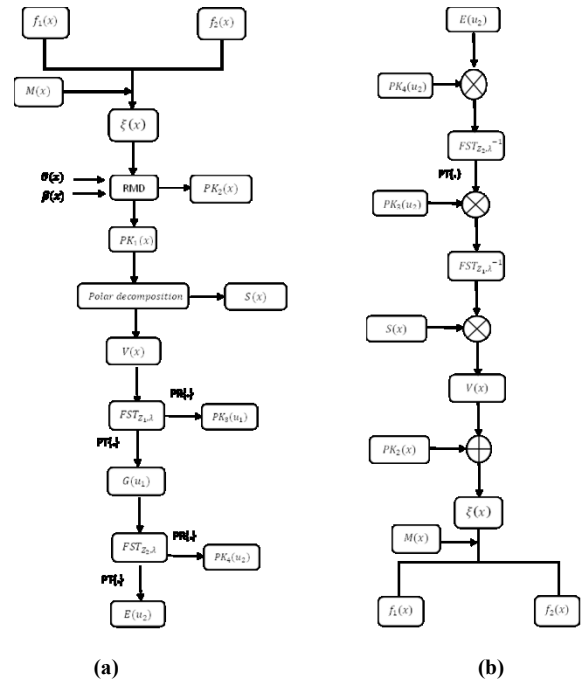 f₁(x)
f₂(x)
M(x)
ξ(x)
θ(x)
β(x)
RMD
PK₂(x)
PK₁(x)
Polar decomposition
S(x)
V(x)
PR{.}
FST_{Z₁,λ}
PK₃(u₁)
PT{.}
G(u₁)
PR{.}
FST_{Z₂,λ}
PK₄(u₂)
PT{.}
E(u₂)
(a)
E(u₂)
PK₄(u₂)
FST_{Z₂,λ}⁻¹
PT{.}
PK₃(u₂)
FST_{Z₁,λ}⁻¹
S(x)
V(x)
PK₂(x)
ξ(x)
M(x)
f₁(x)
f₂(x)
(b)